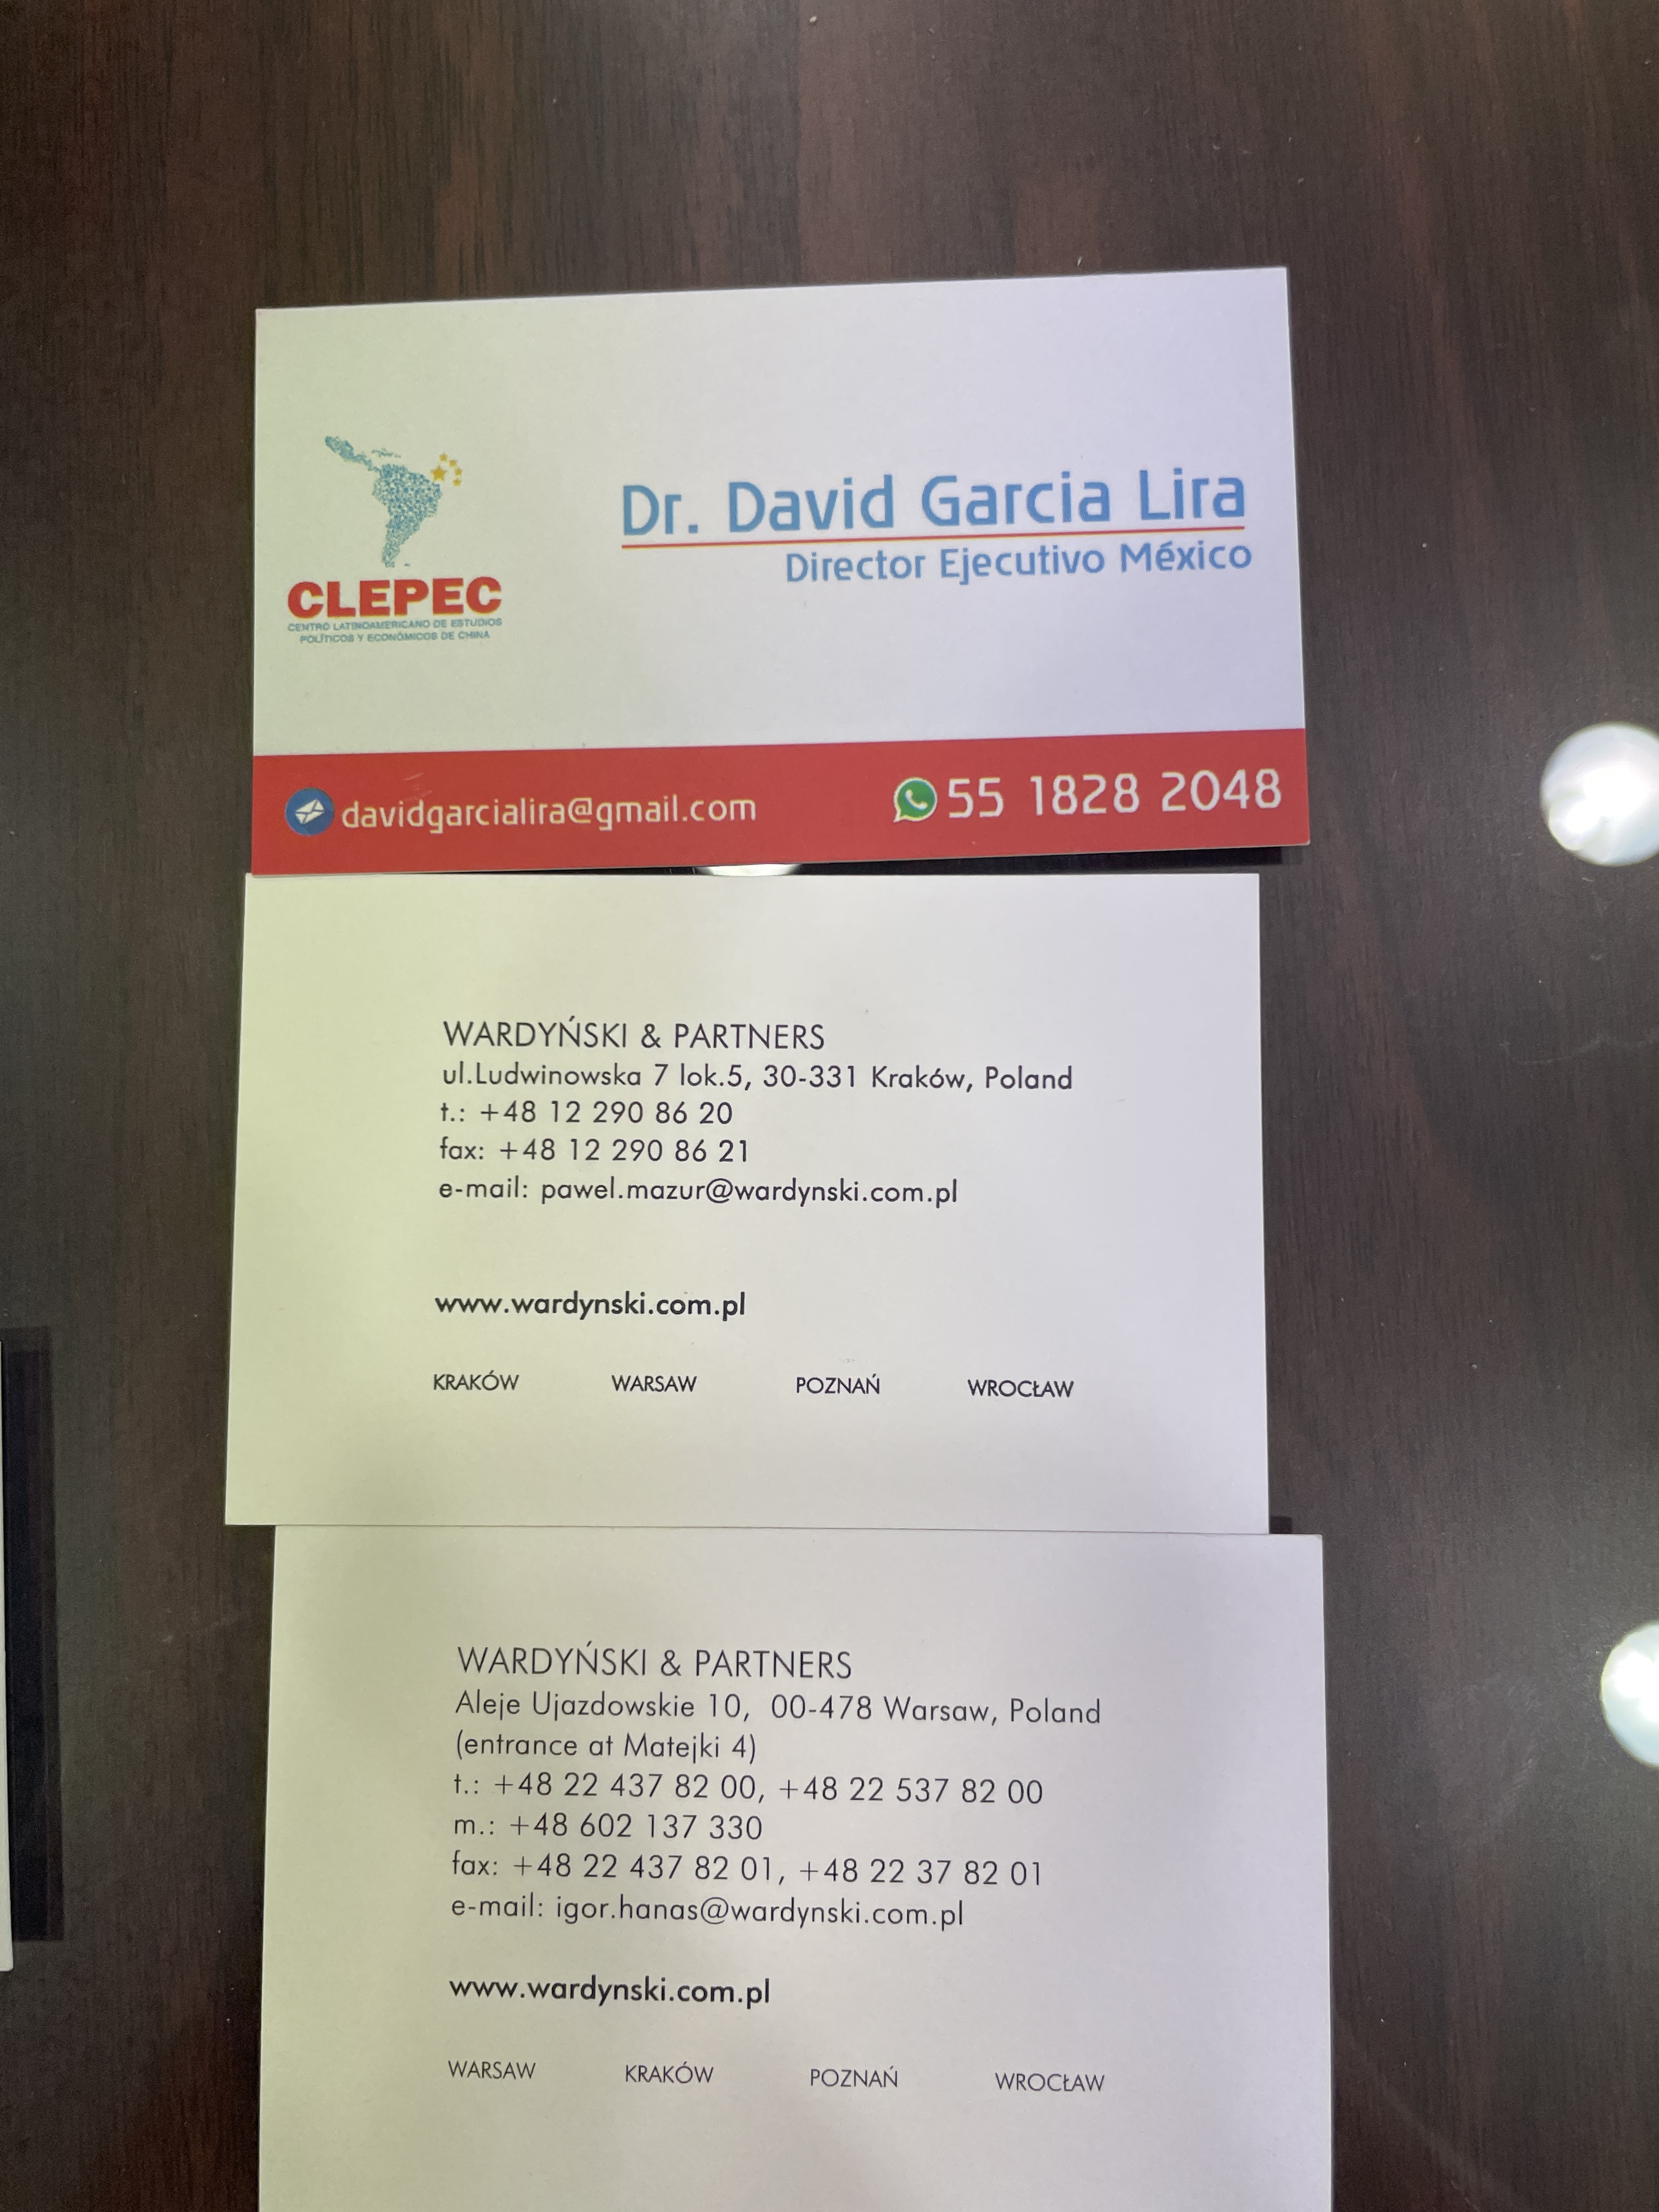 CLEPEC
CENTRO LATINOAMERICANO DE ESTUDIOS
POLÍTICOS Y ECONÓMICOS DE CHINA
Dr. David Garcia Lira
Director Ejecutivo México
davidgarcialira@gmail.com
55 1828 2048
WARDYŃSKI & PARTNERS
ul.Ludwinowska 7 lok.5, 30-331 Kraków, Poland
t.: +48 12 290 86 20
fax: +48 12 290 86 21
e-mail: pawel.mazur@wardynski.com.pl
www.wardynski.com.pl
KRAKÓW WARSAW POZNAŃ WROCŁAW
WARDYŃSKI & PARTNERS
Aleje Ujazdowskie 10, 00-478 Warsaw, Poland
(entrance at Matejki 4)
t.: +48 22 437 82 00, +48 22 537 82 00
m.: +48 602 137 330
fax: +48 22 437 82 01, +48 22 37 82 01
e-mail: igor.hanas@wardynski.com.pl
www.wardynski.com.pl
WARSAW KRAKÓW POZNAŃ WROCŁAW